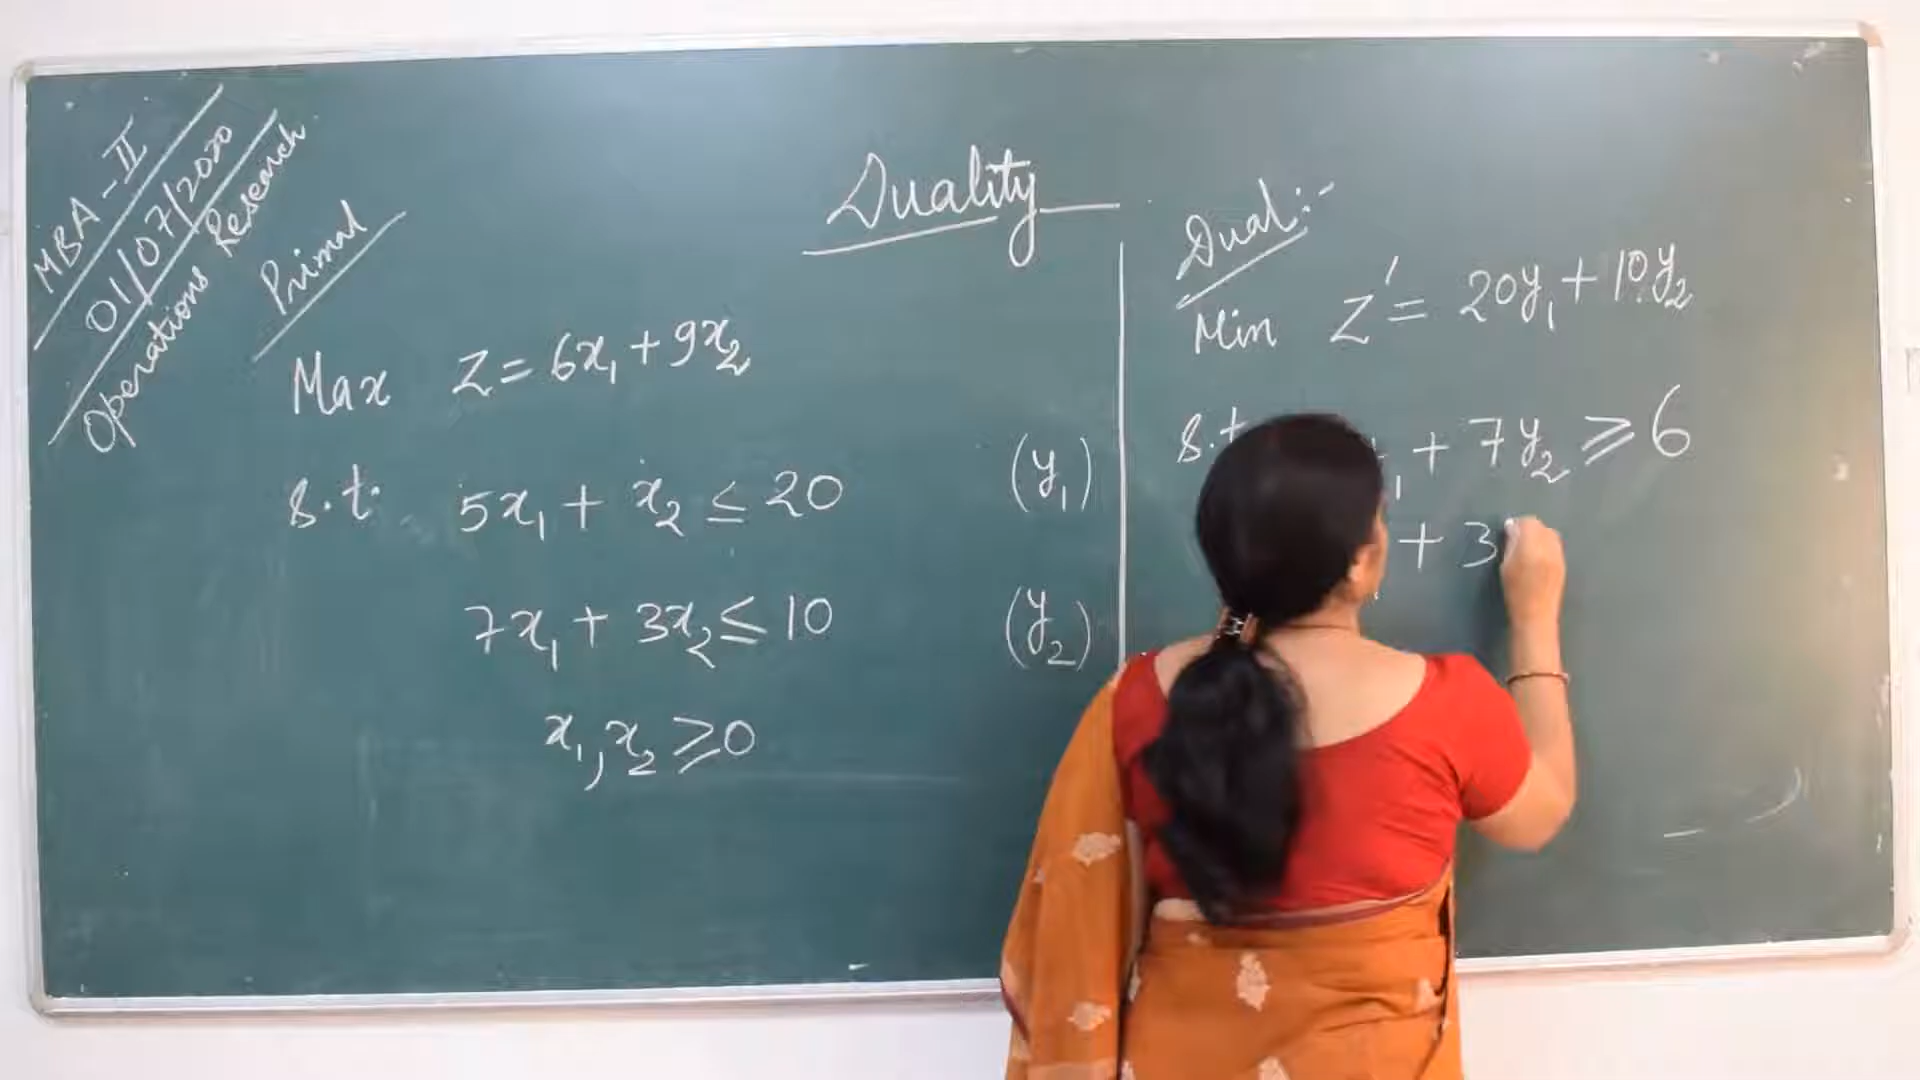 MBA-II
01/07/2020
Operations Research
Duality
Primal
Max Z = 6x₁ + 9x₂
s.t. 5x₁ + x₂ ≤ 20 (y₁)
7x₁ + 3x₂ ≤ 10 (y₂)
x₁, x₂ ≥ 0
Dual:-
Min Z' = 20y₁ + 10y₂
s.t ₁ + 7y₂ ≥ 6
+ 3